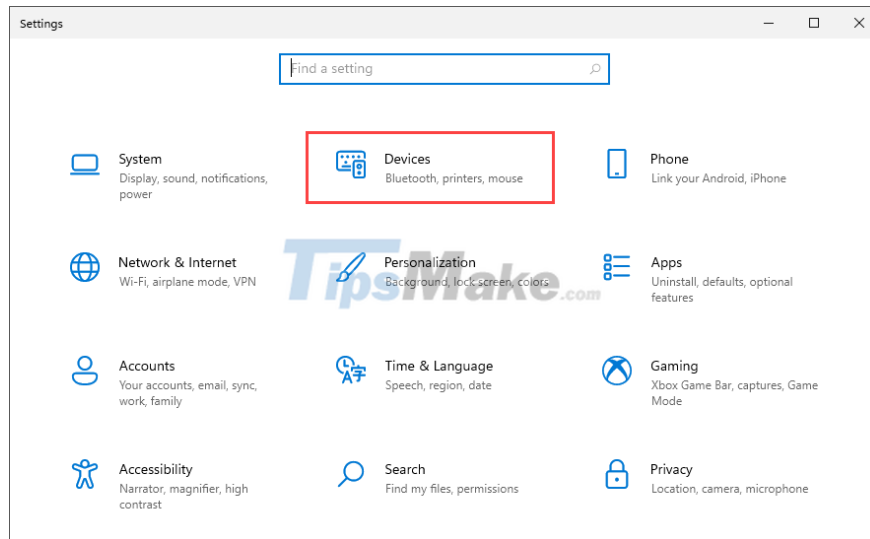 Settings
Find a setting
System
Display, sound, notifications,
power
Devices
Bluetooth, printers, mouse
Phone
Link your Android, iPhone
Network & Internet
Wi-Fi, airplane mode, VPN
Personalization
Background, lock screen, colors
Apps
Uninstall, defaults, optional
features
TipsMake.com
Accounts
Your accounts, email, sync,
work, family
Time & Language
Speech, region, date
Gaming
Xbox Game Bar, captures, Game
Mode
Accessibility
Narrator, magnifier, high
contrast
Search
Find my files, permissions
Privacy
Location, camera, microphone